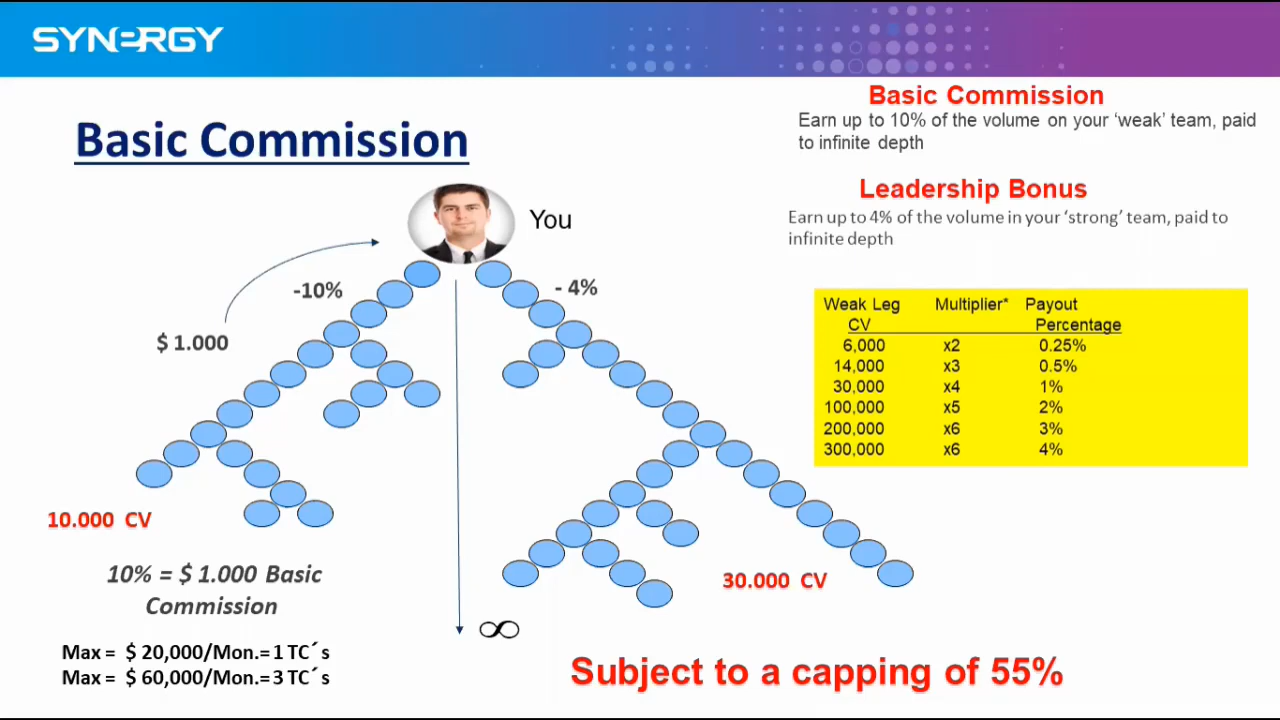 SYNERGY
Basic Commission
Basic Commission
Earn up to 10% of the volume on your ‘weak’ team, paid
to infinite depth
Leadership Bonus
Earn up to 4% of the volume in your ‘strong’ team, paid to
infinite depth
You
-10%
- 4%
$ 1.000
Weak Leg Multiplier* Payout
CV Percentage
6,000 x2 0.25%
14,000 x3 0.5%
30,000 x4 1%
100,000 x5 2%
200,000 x6 3%
300,000 x6 4%
10.000 CV
30.000 CV
10% = $ 1.000 Basic
Commission
∞
Max = $ 20,000/Mon.=1 TC´s
Max = $ 60,000/Mon.=3 TC´s
Subject to a capping of 55%